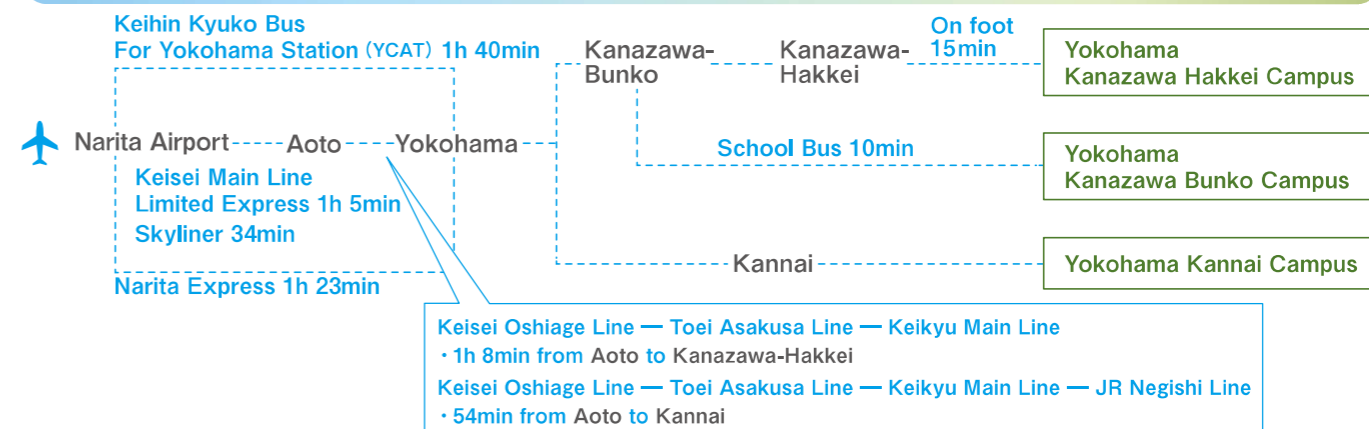 Keihin Kyuko Bus
For Yokohama Station (YCAT) 1h 40min
Kanazawa-
Bunko
Kanazawa-
Hakkei
On foot
15min
Yokohama
Kanazawa Hakkei Campus
Narita Airport
Aoto
Yokohama
School Bus 10min
Yokohama
Kanazawa Bunko Campus
Keisei Main Line
Limited Express 1h 5min
Skyliner 34min
Kannai
Yokohama Kannai Campus
Narita Express 1h 23min
Keisei Oshiage Line — Toei Asakusa Line — Keikyu Main Line
・1h 8min from Aoto to Kanazawa-Hakkei
Keisei Oshiage Line — Toei Asakusa Line — Keikyu Main Line — JR Negishi Line
・54min from Aoto to Kannai